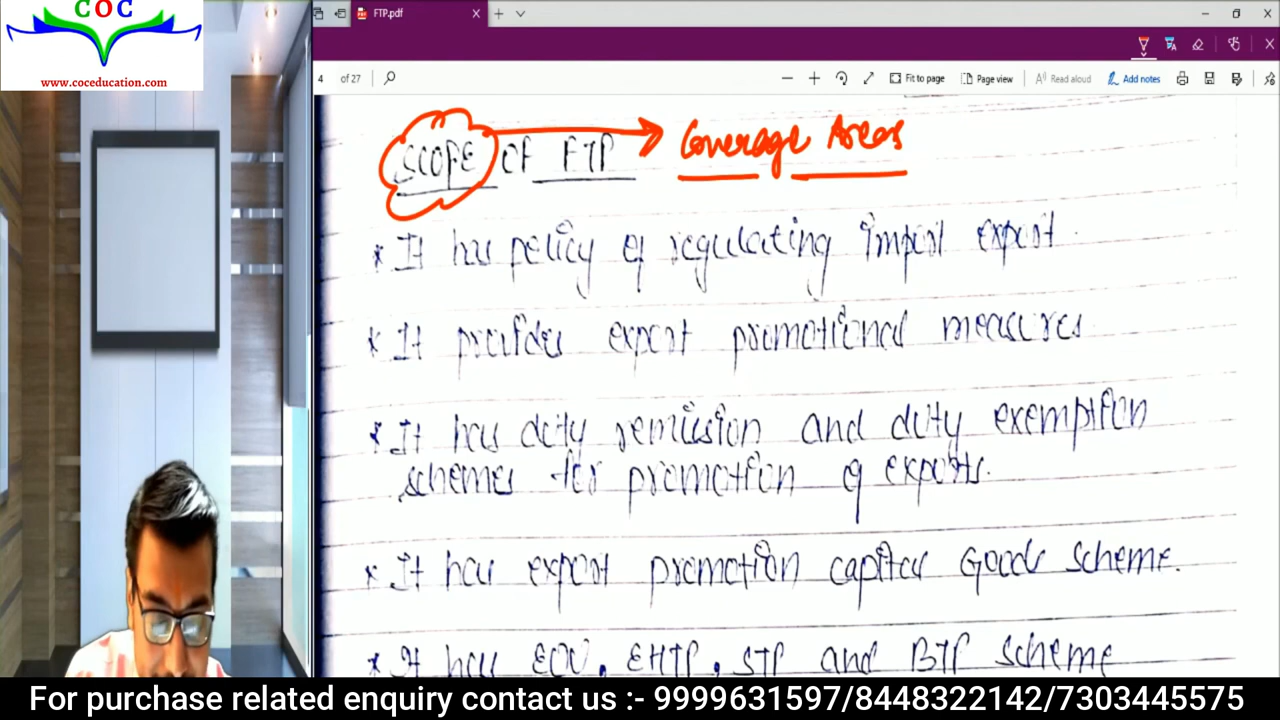 COC
www.coceducation.com
FTP.pdf
4 of 27
Fit to page
Page view
Read aloud
Add notes
SCOPE OF FTP → Coverage Areas
* It has policy of regulating import export.
* It provides export promotional measures
* It has duty remission and duty exemption
schemes for promotion of exports.
* It has export promotion capital Goods scheme.
* It has EOU, EHTP, STP and BTP scheme
For purchase related enquiry contact us :- 9999631597/8448322142/7303445575